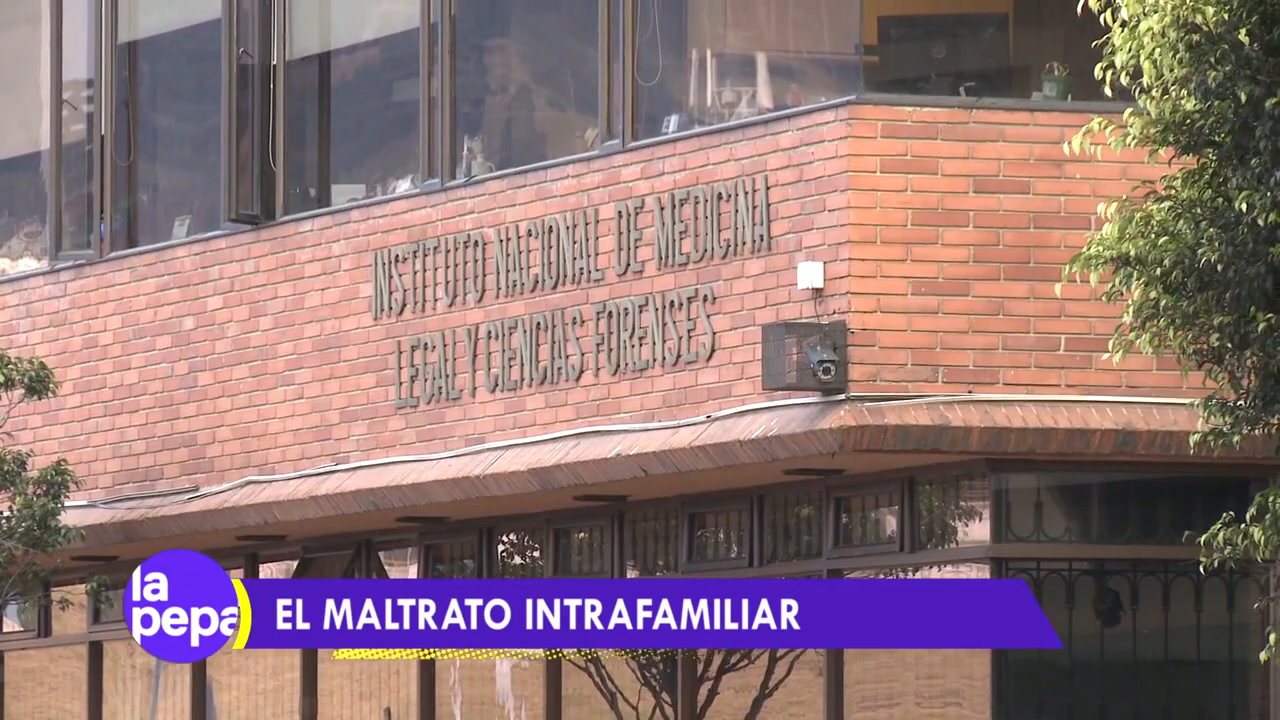 INSTITUTO NACIONAL DE MEDICINA
LEGAL Y CIENCIAS FORENSES
la
pepa
EL MALTRATO INTRAFAMILIAR